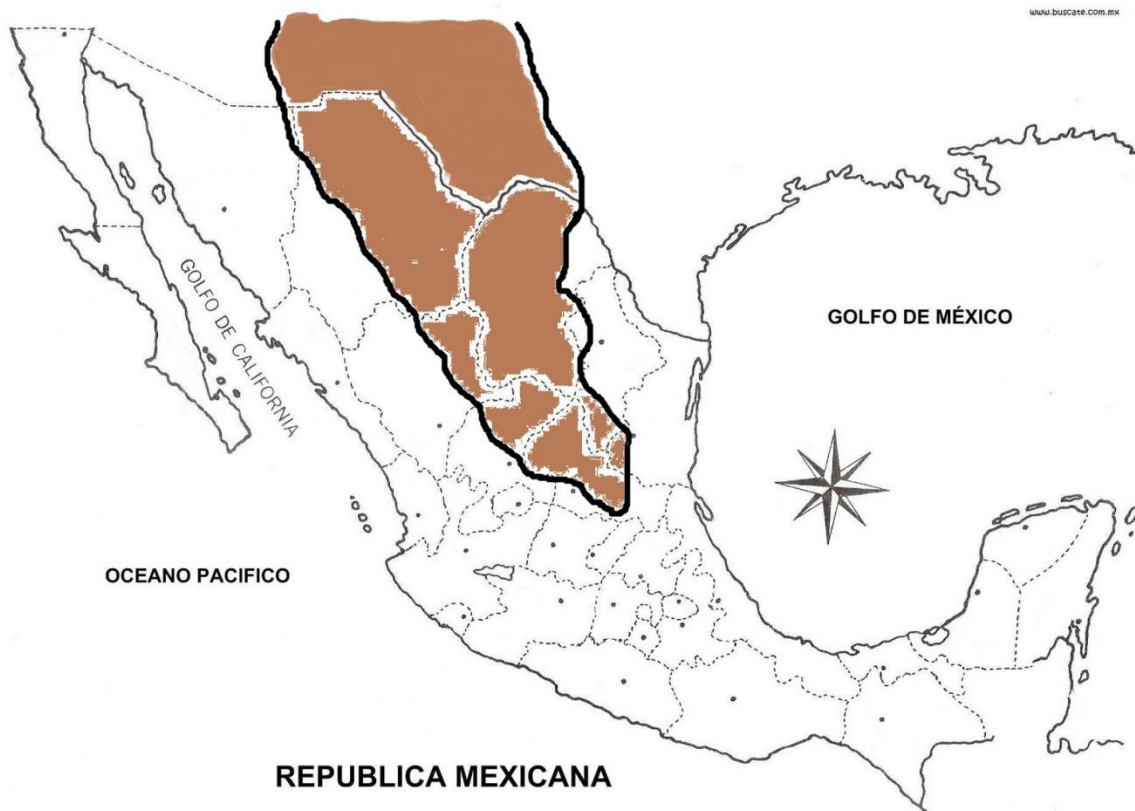 www.buscate.com.mx
GOLFO DE CALIFORNIA
GOLFO DE MÉXICO
OCEANO PACIFICO
REPUBLICA MEXICANA